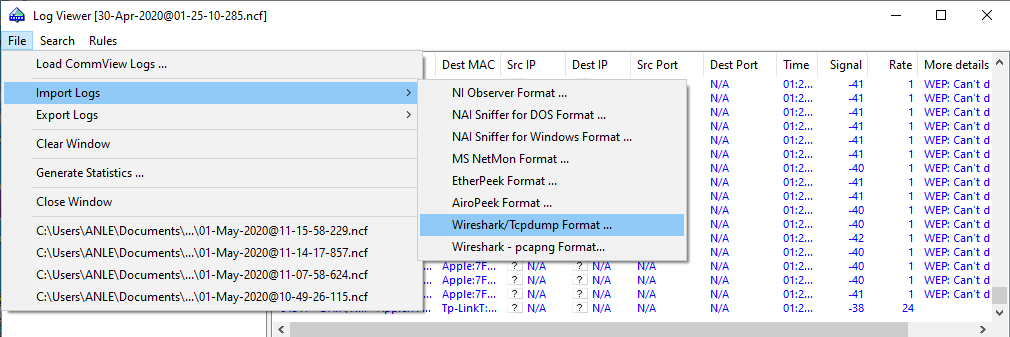 Log Viewer [30-Apr-2020@01-25-10-285.ncf]
File Search Rules
Load CommView Logs ...
Import Logs
Export Logs
Clear Window
Generate Statistics ...
Close Window
C:\Users\ANLE\Documents\...\01-May-2020@11-15-58-229.ncf
C:\Users\ANLE\Documents\...\01-May-2020@11-14-17-857.ncf
C:\Users\ANLE\Documents\...\01-May-2020@11-07-58-624.ncf
C:\Users\ANLE\Documents\...\01-May-2020@10-49-26-115.ncf
NI Observer Format ...
NAI Sniffer for DOS Format ...
NAI Sniffer for Windows Format ...
MS NetMon Format ...
EtherPeek Format ...
AiroPeek Format ...
Wireshark/Tcpdump Format ...
Wireshark - pcapng Format...
Dest MAC Src IP Dest IP Src Port Dest Port Time Signal Rate More details
N/A 01:2... -41 1 WEP: Can't d
N/A 01:2... -41 1 WEP: Can't d
N/A 01:2... -41 1 WEP: Can't d
N/A 01:2... -41 1 WEP: Can't d
N/A 01:2... -41 1 WEP: Can't d
N/A 01:2... -41 1 WEP: Can't d
N/A 01:2... -40 1 WEP: Can't d
N/A 01:2... -41 1 WEP: Can't d
N/A 01:2... -40 1 WEP: Can't d
N/A 01:2... -40 1 WEP: Can't d
N/A 01:2... -41 1 WEP: Can't d
N/A 01:2... -42 1 WEP: Can't d
N/A 01:2... -41 1 WEP: Can't d
Apple:7F... ? N/A ? N/A N/A N/A 01:2... -40 1 WEP: Can't d
Apple:7F... ? N/A ? N/A N/A N/A 01:2... -40 1 WEP: Can't d
Apple:7F... ? N/A ? N/A N/A N/A 01:2... -41 1 WEP: Can't d
Tp-LinkT:... ? N/A ? N/A N/A N/A 01:2... -38 24